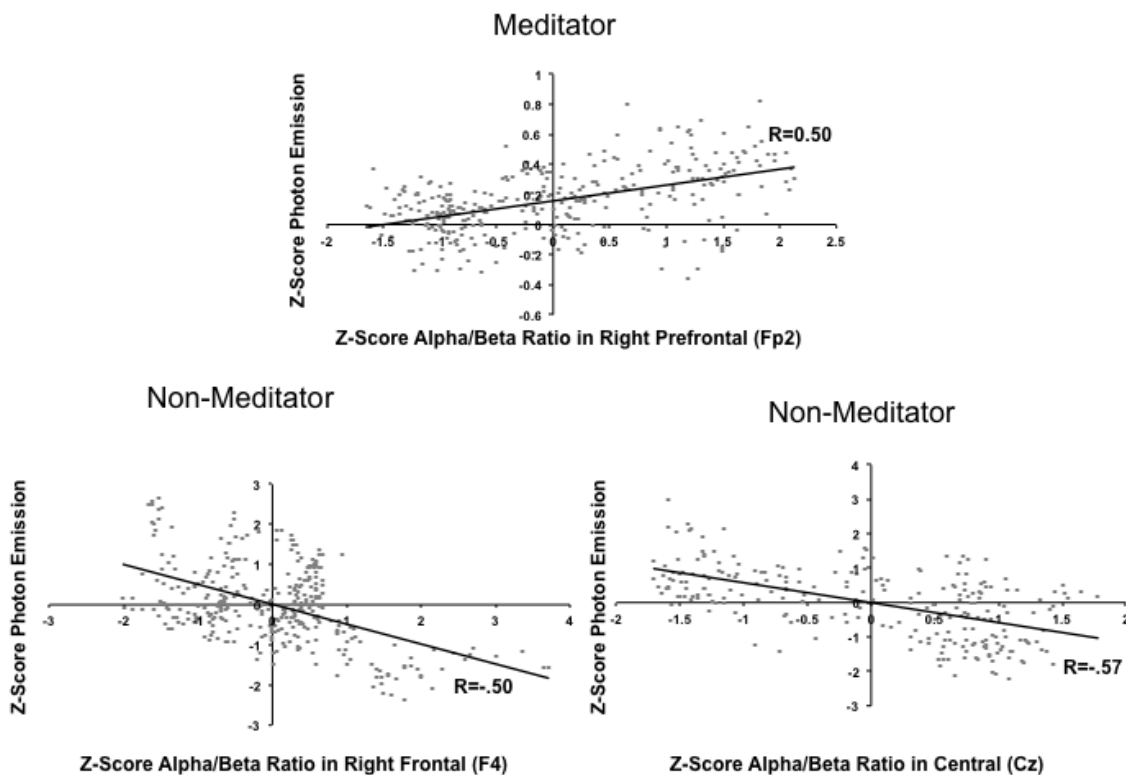 Meditator
Z-Score Photon Emission
1
0.8
0.6
0.4
0.2
0
-0.2
-0.4
-0.6
-2 -1.5 -1 -0.5 0 0.5 1 1.5 2 2.5
R=0.50
Z-Score Alpha/Beta Ratio in Right Prefrontal (Fp2)
Non-Meditator
Z-Score Photon Emission
3
2
1
0
-1
-2
-3
-3 -2 -1 0 1 2 3 4
R=-.50
Z-Score Alpha/Beta Ratio in Right Frontal (F4)
Non-Meditator
Z-Score Photon Emission
4
3
2
1
0
-1
-2
-3
-2 -1.5 -1 -0.5 0 0.5 1 1.5 2
R=-.57
Z-Score Alpha/Beta Ratio in Central (Cz)